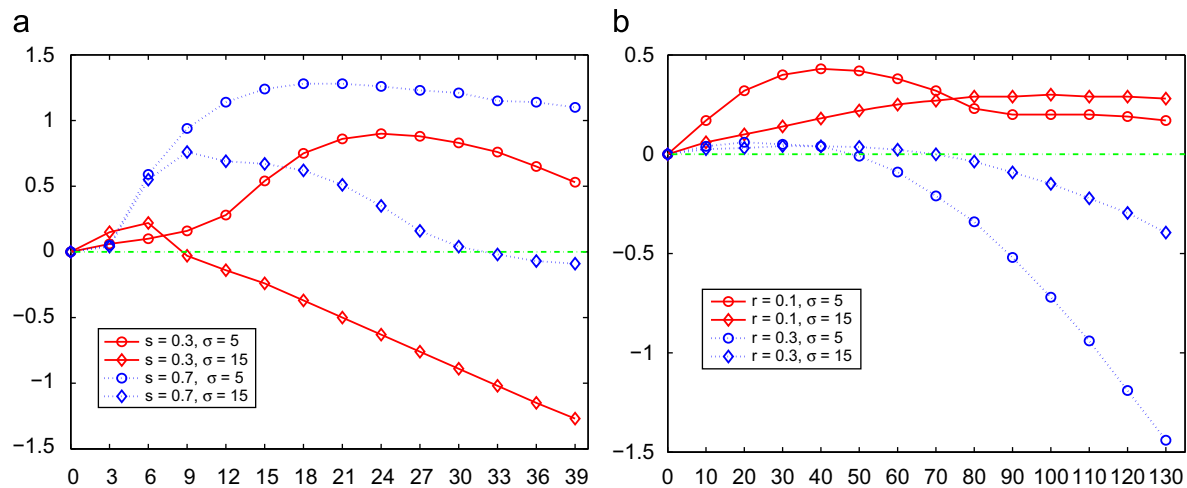 a
1.5
1
0.5
0
−0.5
−1
−1.5
s = 0.3, σ = 5
s = 0.3, σ = 15
s = 0.7, σ = 5
s = 0.7, σ = 15
0 3 6 9 12 15 18 21 24 27 30 33 36 39
b
0.5
0
−0.5
−1
−1.5
r = 0.1, σ = 5
r = 0.1, σ = 15
r = 0.3, σ = 5
r = 0.3, σ = 15
0 10 20 30 40 50 60 70 80 90 100 110 120 130